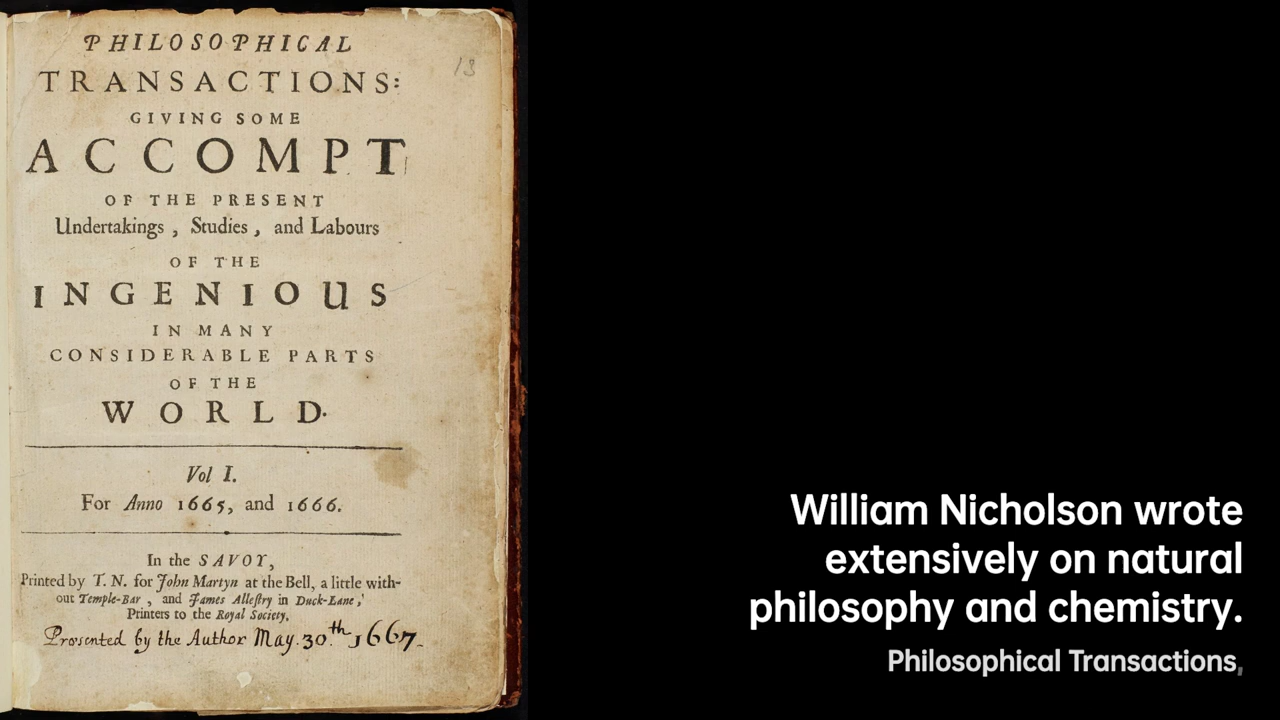 PHILOSOPHICAL
TRANSACTIONS:
GIVING SOME
ACCOMPT
OF THE PRESENT
Undertakings, Studies, and Labours
OF THE
INGENIOUS
IN MANY
CONSIDERABLE PARTS
OF THE
WORLD.
Vol I.
For Anno 1665, and 1666.
In the SAVOY,
Printed by T. N. for John Martyn at the Bell, a little with-
out Temple-Bar, and James Allestry in Duck-Lane,
Printers to the Royal Society.
Presented by the Author May. 30th 1667.
13
William Nicholson wrote
extensively on natural
philosophy and chemistry.
Philosophical Transactions,